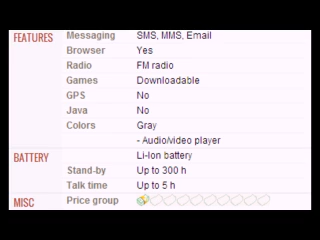 FEATURES Messaging SMS, MMS, Email
Browser Yes
Radio FM radio
Games Downloadable
GPS No
Java No
Colors Gray
- Audio/video player
BATTERY Li-Ion battery
Stand-by Up to 300 h
Talk time Up to 5 h
MISC Price group